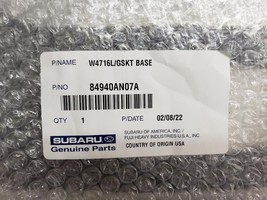 P/NAME W4716L/GSKT BASE
P/NO 84940AN07A
QTY 1 P/DATE 02/08/22
SUBARU SUBARU OF AMERICA, INC. /
Genuine Parts FUJI HEAVY INDUSTRIES U.S.A., INC.
COUNTRY OF ORIGIN USA